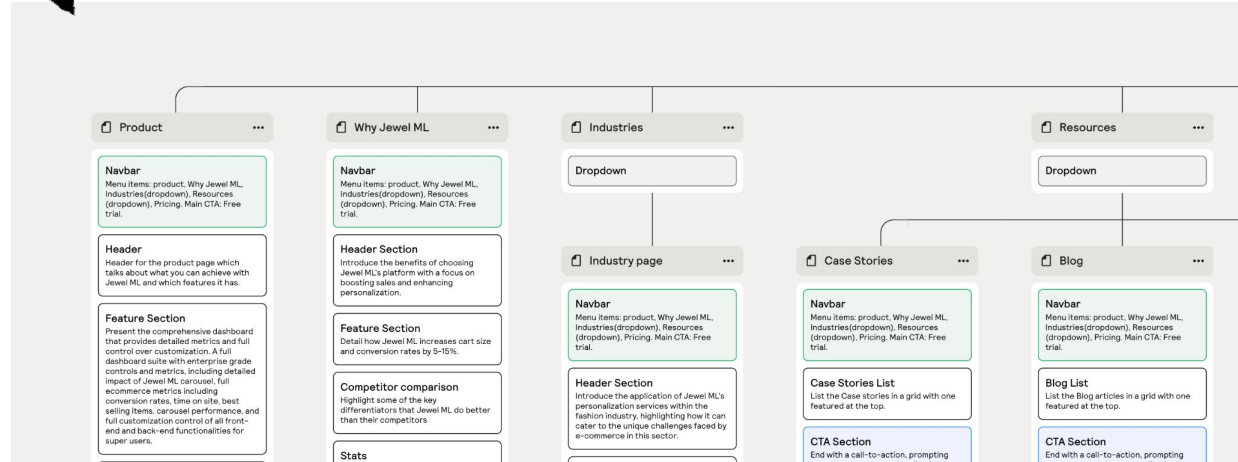 Product
Navbar
Menu items: product, Why Jewel ML,
Industries(dropdown), Resources
(dropdown), Pricing. Main CTA: Free
trial.
Header
Header for the product page which
talks about what you can achieve with
Jewel ML and which features it has.
Feature Section
Present the comprehensive dashboard
that provides detailed metrics and full
control over customization. A full
dashboard suite with enterprise grade
controls and metrics, including detailed
impact of Jewel ML carousel, full
ecommerce metrics including
conversion rates, time on site, best
selling items, carousel performance, and
full customization control of all front-
end and back-end functionalities for
super users.
Why Jewel ML
Navbar
Menu items: product, Why Jewel ML,
Industries(dropdown), Resources
(dropdown), Pricing. Main CTA: Free
trial.
Header Section
Introduce the benefits of choosing
Jewel ML's platform with a focus on
boosting sales and enhancing
personalization.
Feature Section
Detail how Jewel ML increases cart size
and conversion rates by 5-15%.
Competitor comparison
Highlight some of the key
differentiators that Jewel ML do better
than their competitors
Stats
Industries
Dropdown
Industry page
Navbar
Menu items: product, Why Jewel ML,
Industries(dropdown), Resources
(dropdown), Pricing. Main CTA: Free
trial.
Header Section
Introduce the application of Jewel ML's
personalization services within the
fashion industry, highlighting how it can
cater to the unique challenges faced by
e-commerce in this sector.
Resources
Dropdown
Case Stories
Navbar
Menu items: product, Why Jewel ML,
Industries(dropdown), Resources
(dropdown), Pricing. Main CTA: Free
trial.
Case Stories List
List the Case stories in a grid with one
featured at the top.
CTA Section
End with a call-to-action, prompting
Blog
Navbar
Menu items: product, Why Jewel ML,
Industries(dropdown), Resources
(dropdown), Pricing. Main CTA: Free
trial.
Blog List
List the Blog articles in a grid with one
featured at the top.
CTA Section
End with a call-to-action, prompting